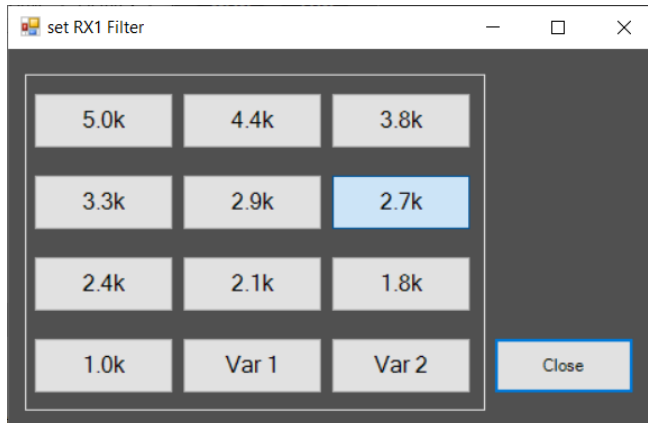 set RX1 Filter
5.0k 4.4k 3.8k
3.3k 2.9k 2.7k
2.4k 2.1k 1.8k
1.0k Var 1 Var 2 Close